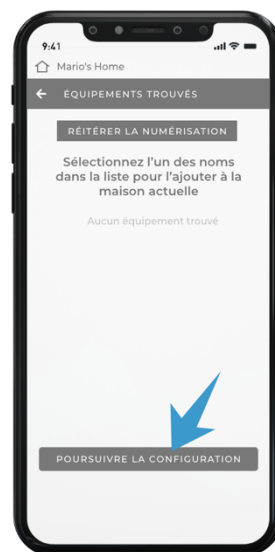 9:41
Mario's Home
ÉQUIPEMENTS TROUVÉS
RÉITÉRER LA NUMÉRISATION
Sélectionnez l'un des noms
dans la liste pour l'ajouter à la
maison actuelle
Aucun équipement trouvé
POURSUIVRE LA CONFIGURATION